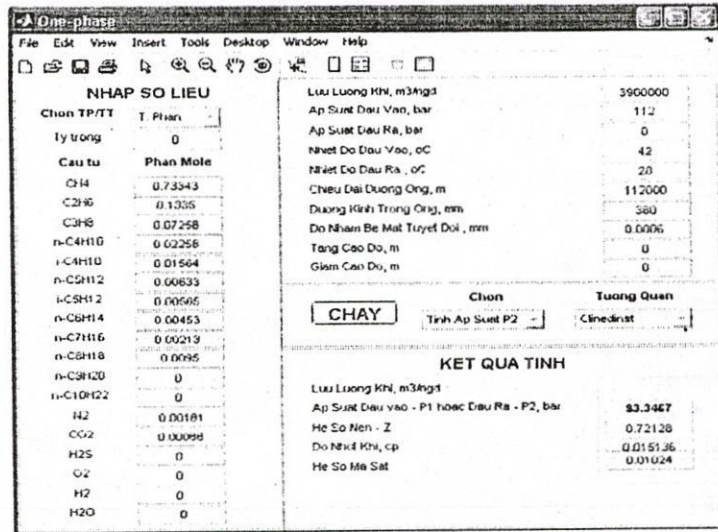 One-phase
File Edit View Insert Tools Desktop Window Help
NHAP SO LIEU
Chon TP/TT T. Phan
Ty trong 0
Cau tu Phan Mole
CH4 0.73343
C2H6 0.1335
C3H8 0.07258
n-C4H10 0.02258
i-C4H10 0.01564
n-C5H12 0.00633
i-C5H12 0.00565
n-C6H14 0.00453
n-C7H16 0.00213
n-C8H18 0.0095
n-C9H20 0
n-C10H22 0
N2 0.00181
CO2
H2S 0
O2 0
H2 0
H2O 0
Luu Luong Khi, m3/ngd 3900000
Ap Suat Dau Vao, bar 112
Ap Suat Dau Ra, bar 0
Nhiet Do Dau Vao, oC 42
Nhiet Do Dau Ra , oC 28
Chieu Dai Duong Ong, m 112000
Duong Kinh Trong Ong, mm 380
Do Nham Be Mat Tuyet Doi , mm 0.0006
Tang Cao Do, m 0
Giam Cao Do, m 0
CHAY
Chon Tuong Quan
Tinh Ap Suat P2 Clinedinst
KET QUA TINH
Luu Luong Khi, m3/ngd
Ap Suat Dau vao - P1 hoac Dau Ra - P2, bar 93.3467
He So Nen - Z 0.72128
Do Nhot Khi, cp 0.015136
He So Ma Sat 0.01024